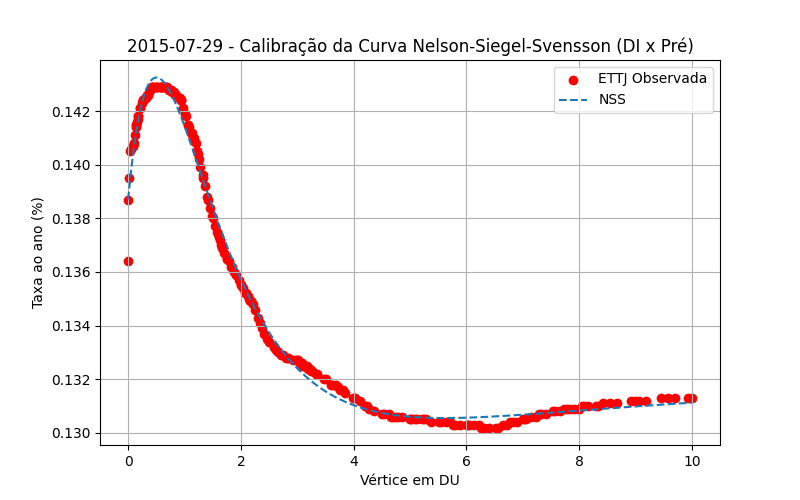 2015-07-29 - Calibração da Curva Nelson-Siegel-Svensson (DI x Pré)
ETTJ Observada
NSS
Taxa ao ano (%)
0.142
0.140
0.138
0.136
0.134
0.132
0.130
0 2 4 6 8 10
Vértice em DU